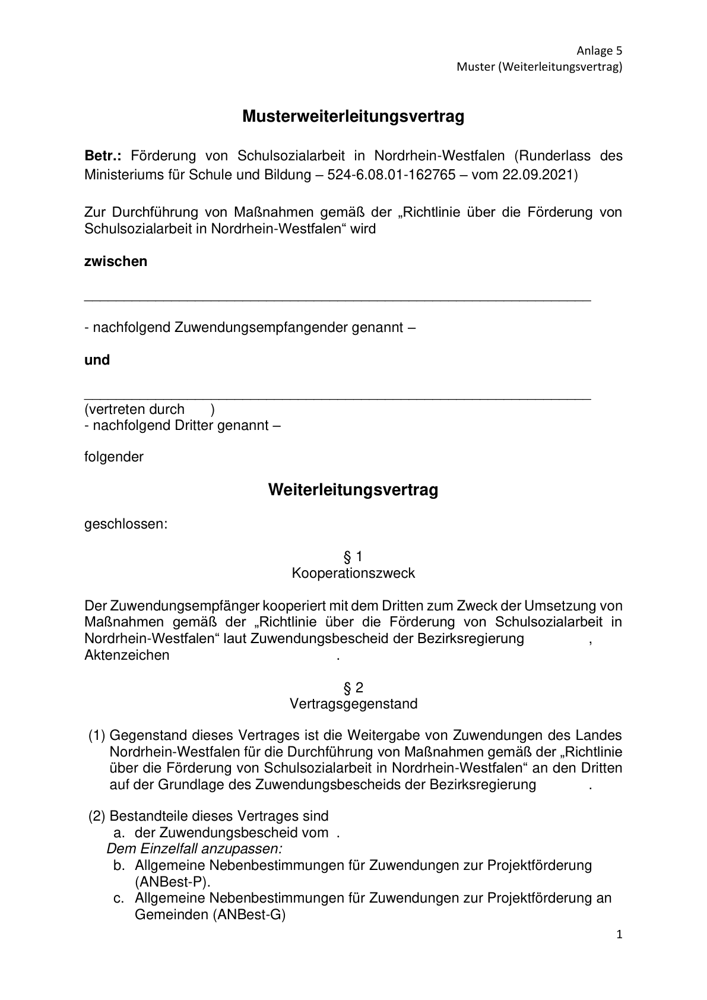 Anlage 5
Muster (Weiterleitungsvertrag)
Musterweiterleitungsvertrag
Betr.: Förderung von Schulsozialarbeit in Nordrhein-Westfalen (Runderlass des
Ministeriums für Schule und Bildung – 524-6.08.01-162765 – vom 22.09.2021)
Zur Durchführung von Maßnahmen gemäß der „Richtlinie über die Förderung von
Schulsozialarbeit in Nordrhein-Westfalen“ wird
zwischen
- nachfolgend Zuwendungsempfangender genannt –
und
(vertreten durch )
- nachfolgend Dritter genannt –
folgender
Weiterleitungsvertrag
geschlossen:
§ 1
Kooperationszweck
Der Zuwendungsempfänger kooperiert mit dem Dritten zum Zweck der Umsetzung von
Maßnahmen gemäß der „Richtlinie über die Förderung von Schulsozialarbeit in
Nordrhein-Westfalen“ laut Zuwendungsbescheid der Bezirksregierung ,
Aktenzeichen .
§ 2
Vertragsgegenstand
(1) Gegenstand dieses Vertrages ist die Weitergabe von Zuwendungen des Landes
Nordrhein-Westfalen für die Durchführung von Maßnahmen gemäß der „Richtlinie
über die Förderung von Schulsozialarbeit in Nordrhein-Westfalen“ an den Dritten
auf der Grundlage des Zuwendungsbescheids der Bezirksregierung .
(2) Bestandteile dieses Vertrages sind
a. der Zuwendungsbescheid vom .
Dem Einzelfall anzupassen:
b. Allgemeine Nebenbestimmungen für Zuwendungen zur Projektförderung
(ANBest-P).
c. Allgemeine Nebenbestimmungen für Zuwendungen zur Projektförderung an
Gemeinden (ANBest-G)
1